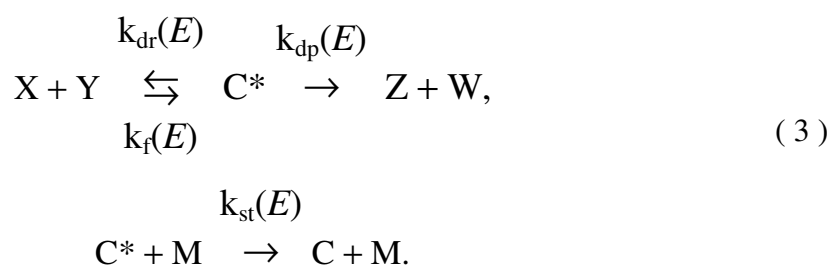 k_dr(E) k_dp(E)
X + Y ⇆ C* → Z + W,
k_f(E)
( 3 )
k_st(E)
C* + M → C + M.